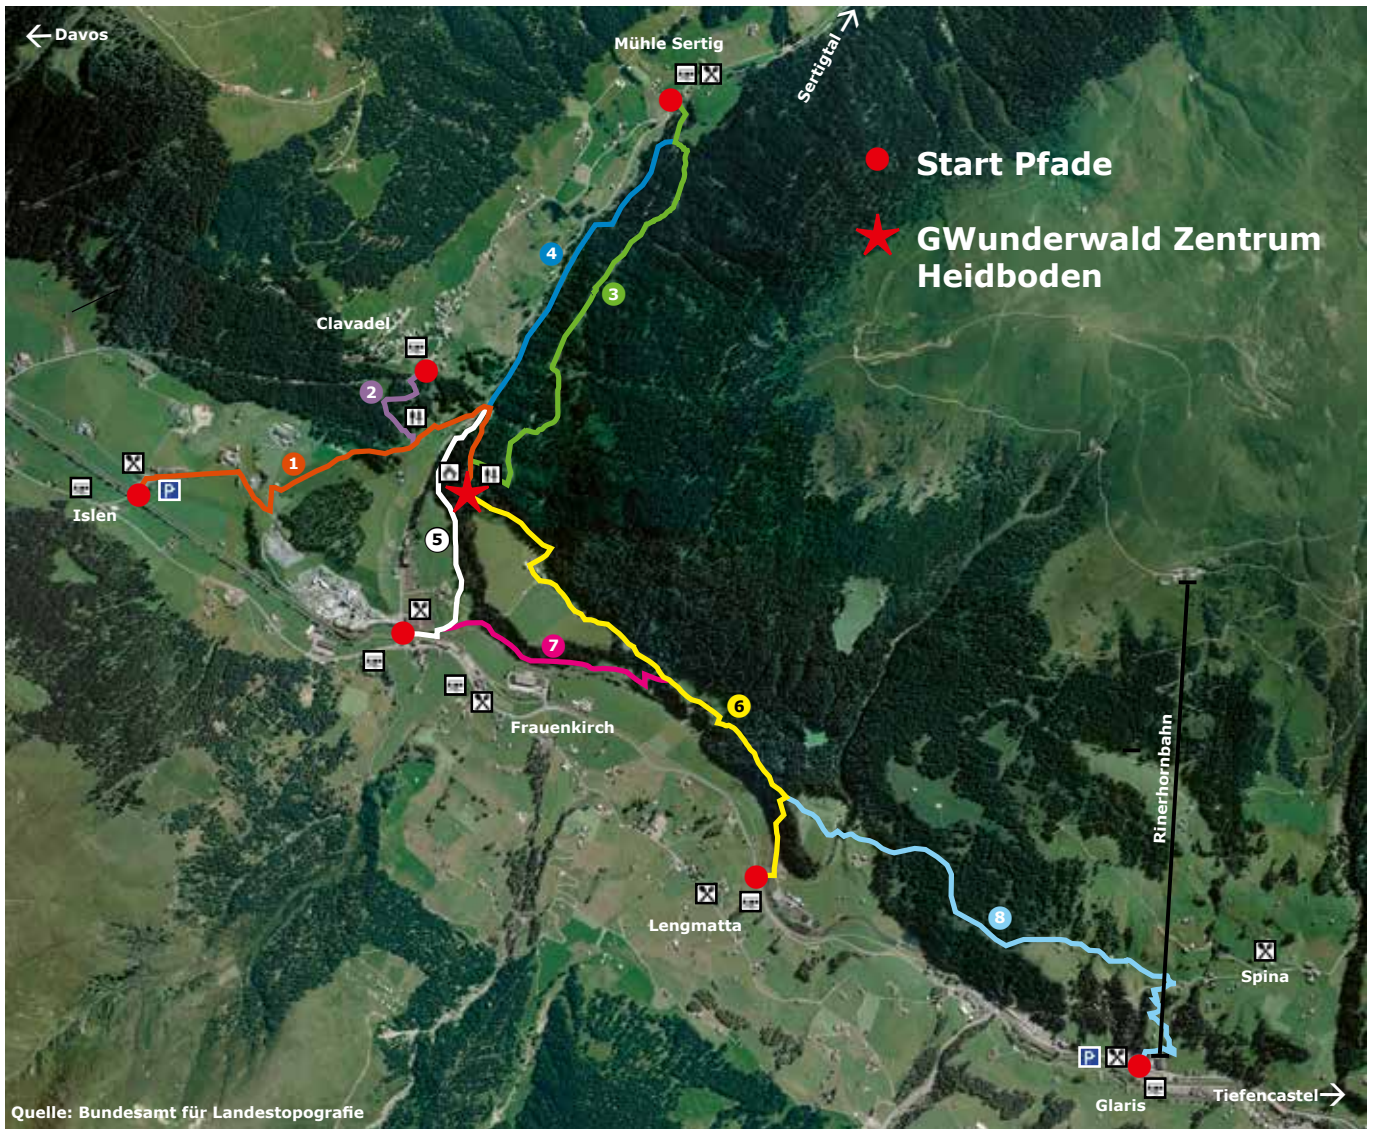 Davos
Mühle Sertig
Sertigtal
Start Pfade
GWunderwald Zentrum
Heidboden
4
3
Clavadel
2
1
P
Islen
5
7
6
Frauenkirch
Rinerhornbahn
Lengmatta
8
Spina
P
Glaris
Tiefencastel
Quelle: Bundesamt für Landestopografie